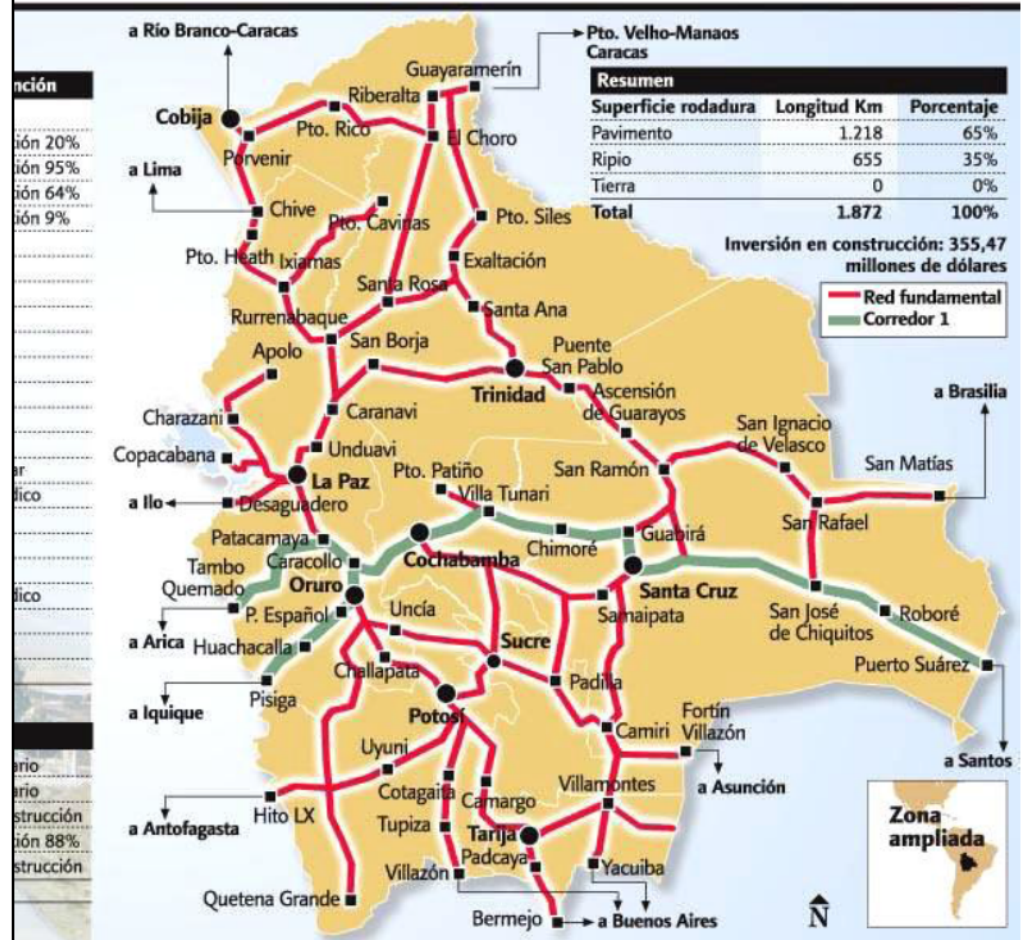 a Río Branco-Caracas
Pto. Velho-Manaos
Caracas
Guayaramerín
Riberalta
Cobija
Pto. Rico
El Choro
Porvenir
a Lima
Chive
Pto. Cavinas
Pto. Siles
Pto. Heath
Ixiamas
Exaltación
Santa Rosa
Santa Ana
Rurrenabaque
San Borja
Apolo
Puente
San Pablo
Trinidad
Ascensión
de Guarayos
a Brasilia
Charazani
Caranavi
San Ignacio
de Velasco
Copacabana
Unduavi
La Paz
Pto. Patiño
San Ramón
San Matías
Villa Tunari
a Ilo
Desaguadero
San Rafael
Patacamaya
Caracollo
Cochabamba
Chimoré
Guabirá
Tambo
Quemado
Oruro
Santa Cruz
P. Español
Uncía
Samaipata
San José
de Chiquitos
Roboré
a Arica
Huachacalla
Sucre
Challapata
Puerto Suárez
Pisiga
Padilla
a Iquique
Potosí
Camiri
Fortín
Villazón
Uyuni
a Santos
Cotagaita
Camargo
Villamontes
a Asunción
Hito LX
a Antofagasta
Tupiza
Tarija
Padcaya
Villazón
Yacuiba
Quetena Grande
Bermejo
a Buenos Aires
N
Zona
ampliada
Resumen
Superficie rodadura Longitud Km Porcentaje
Pavimento 1.218 65%
Ripio 655 35%
Tierra 0 0%
Total 1.872 100%
Inversión en construcción: 355,47
millones de dólares
Red fundamental
Corredor 1
nción
ión 20%
ión 95%
ión 64%
ión 9%
ar
dico
dico
ario
ario
strucción
ión 88%
strucción